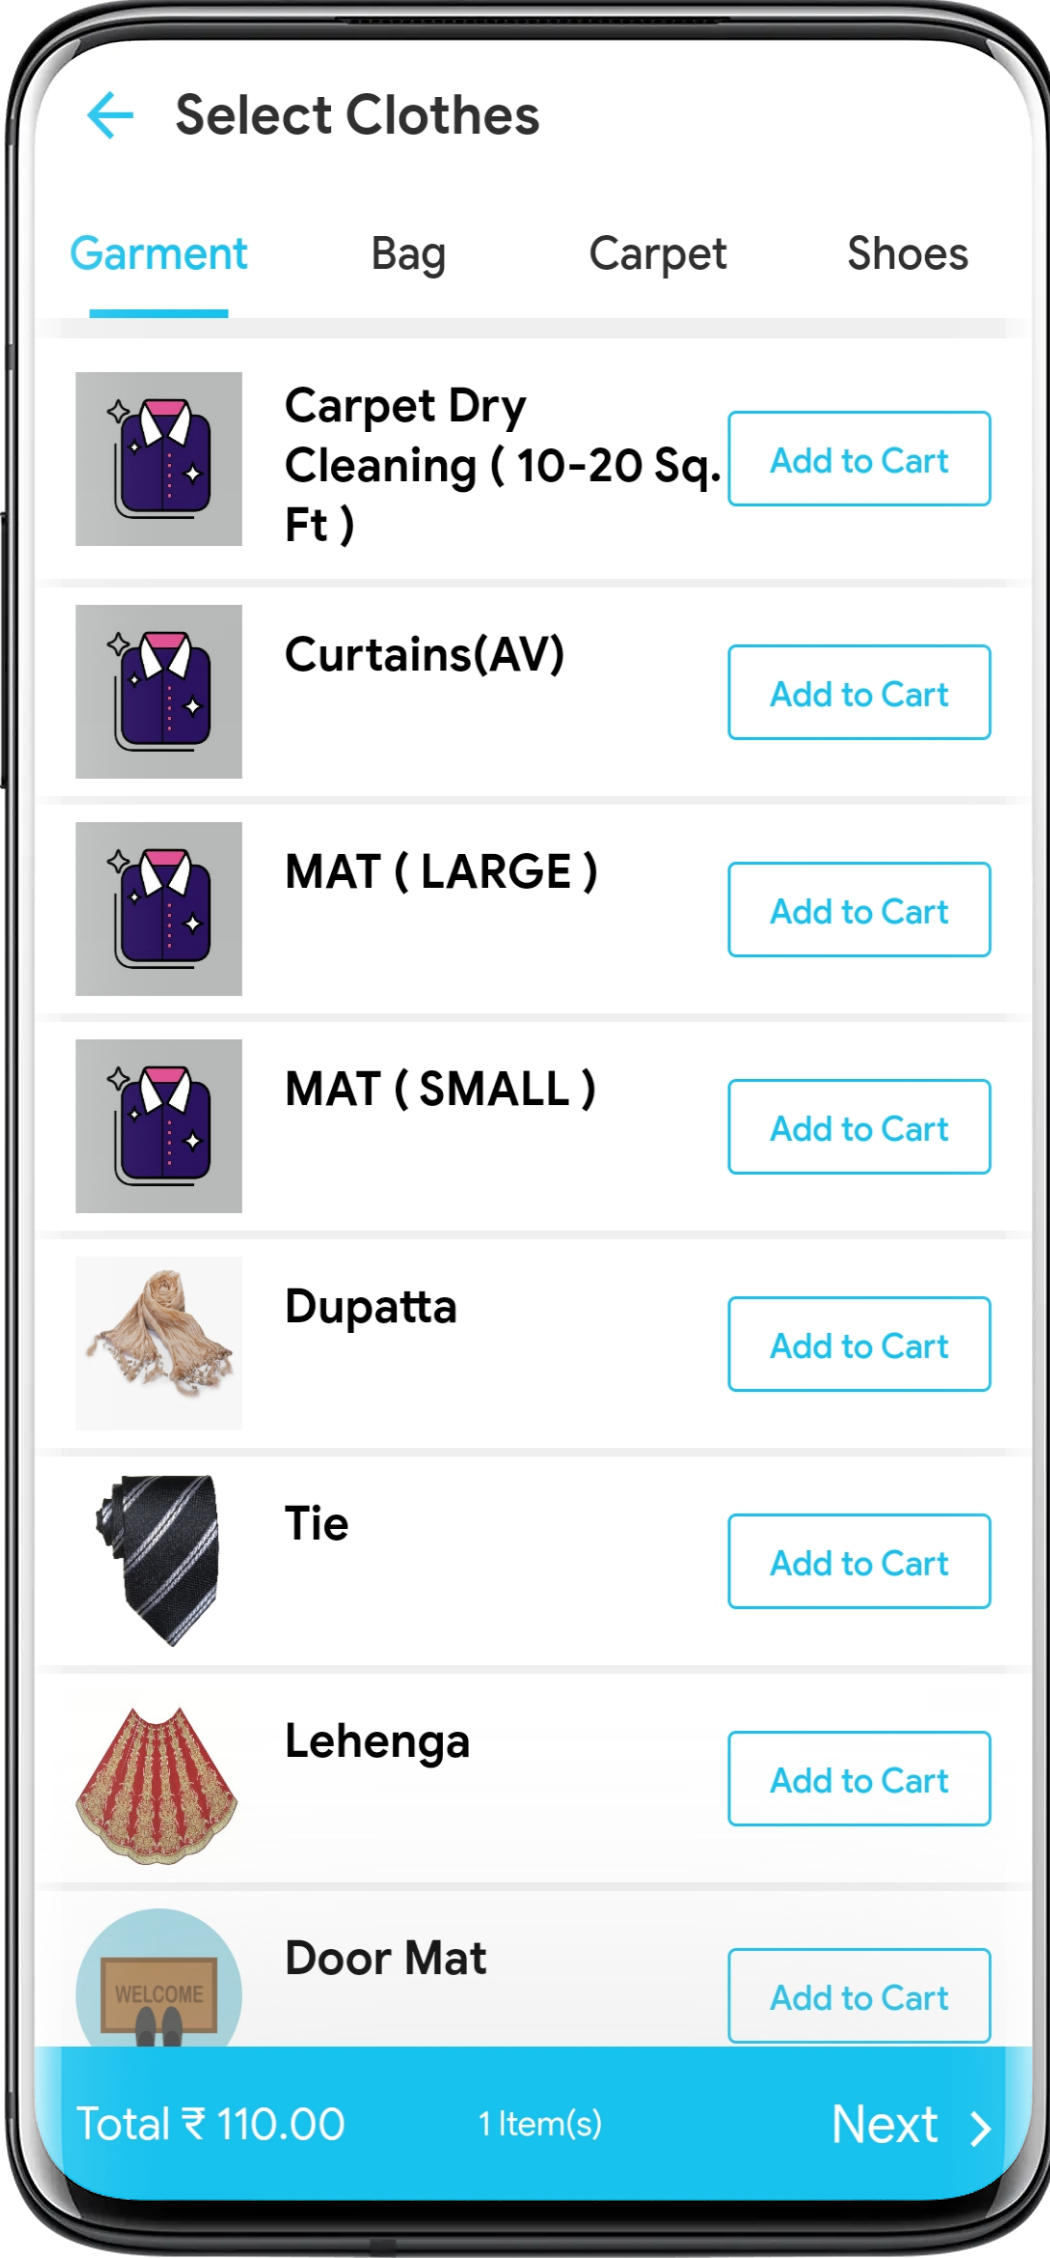 Select Clothes
Garment
Bag
Carpet
Shoes
Carpet Dry
Cleaning ( 10-20 Sq.
Ft )
Add to Cart
Curtains(AV)
Add to Cart
MAT ( LARGE )
Add to Cart
MAT ( SMALL )
Add to Cart
Dupatta
Add to Cart
Tie
Add to Cart
Lehenga
Add to Cart
Door Mat
WELCOME
Add to Cart
Total ₹ 110.00
1 Item(s)
Next